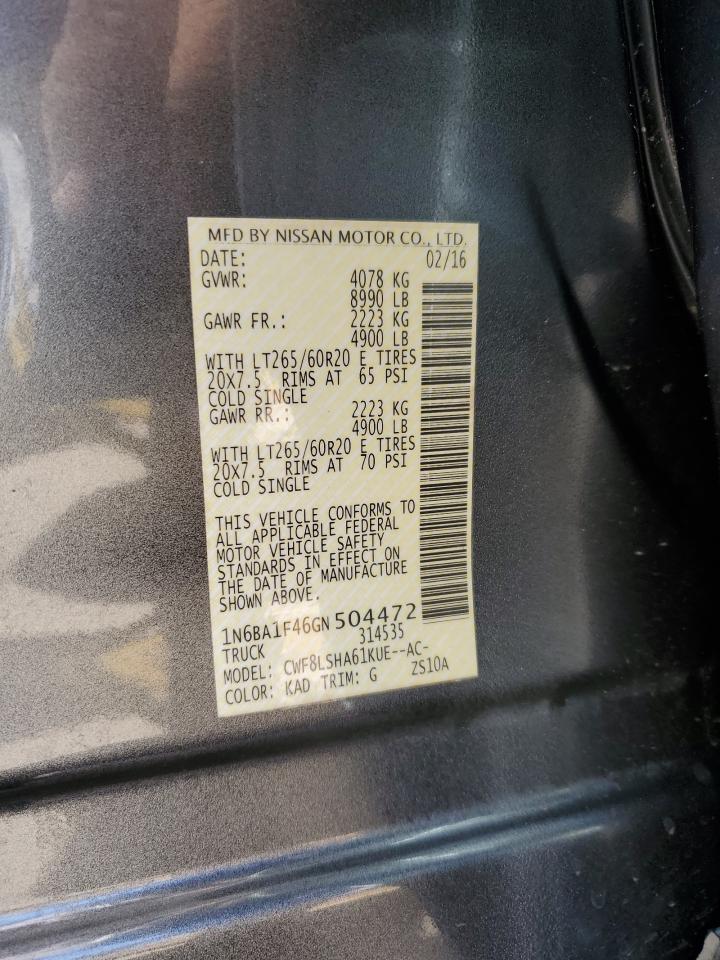 MFD BY NISSAN MOTOR CO., LTD.
DATE: 02/16
GVWR: 4078 KG
8990 LB
GAWR FR.: 2223 KG
4900 LB
WITH LT265/60R20 E TIRES
20X7.5 RIMS AT 65 PSI
COLD SINGLE
GAWR RR.: 2223 KG
4900 LB
WITH LT265/60R20 E TIRES
20X7.5 RIMS AT 70 PSI
COLD SINGLE
THIS VEHICLE CONFORMS TO
ALL APPLICABLE FEDERAL
MOTOR VEHICLE SAFETY
STANDARDS IN EFFECT ON
THE DATE OF MANUFACTURE
SHOWN ABOVE.
1N6BA1F46GN504472
TRUCK 314535
MODEL: CWF8LSHA61KUE--AC-
COLOR: KAD TRIM: G ZS10A